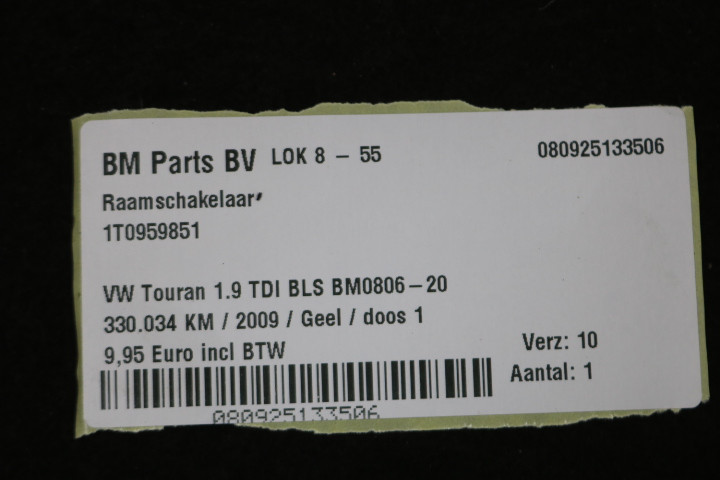 BM Parts BV LOK 8 - 55 080925133506
Raamschakelaar'
1T0959851
VW Touran 1.9 TDI BLS BM0806-20
330.034 KM / 2009 / Geel / doos 1
9,95 Euro incl BTW Verz: 10
Aantal: 1
080925133506